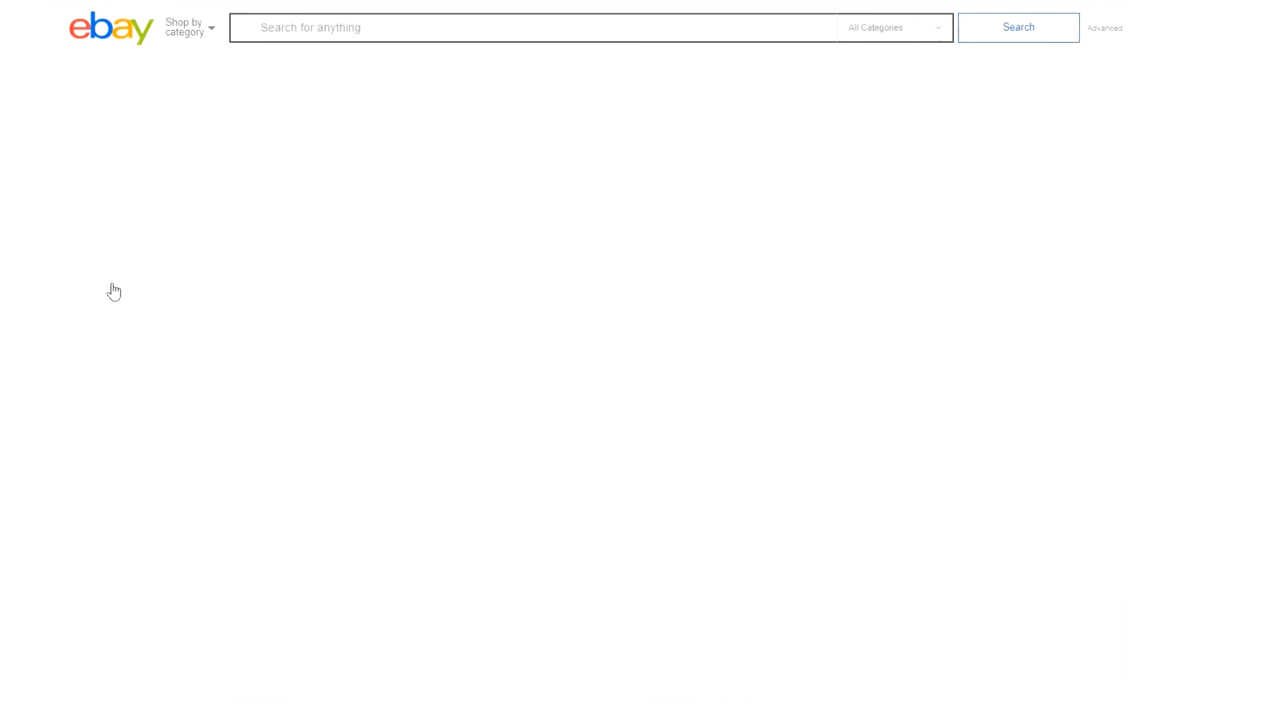 ebay
Shop by
category
Search for anything
All Categories
Search
Advanced